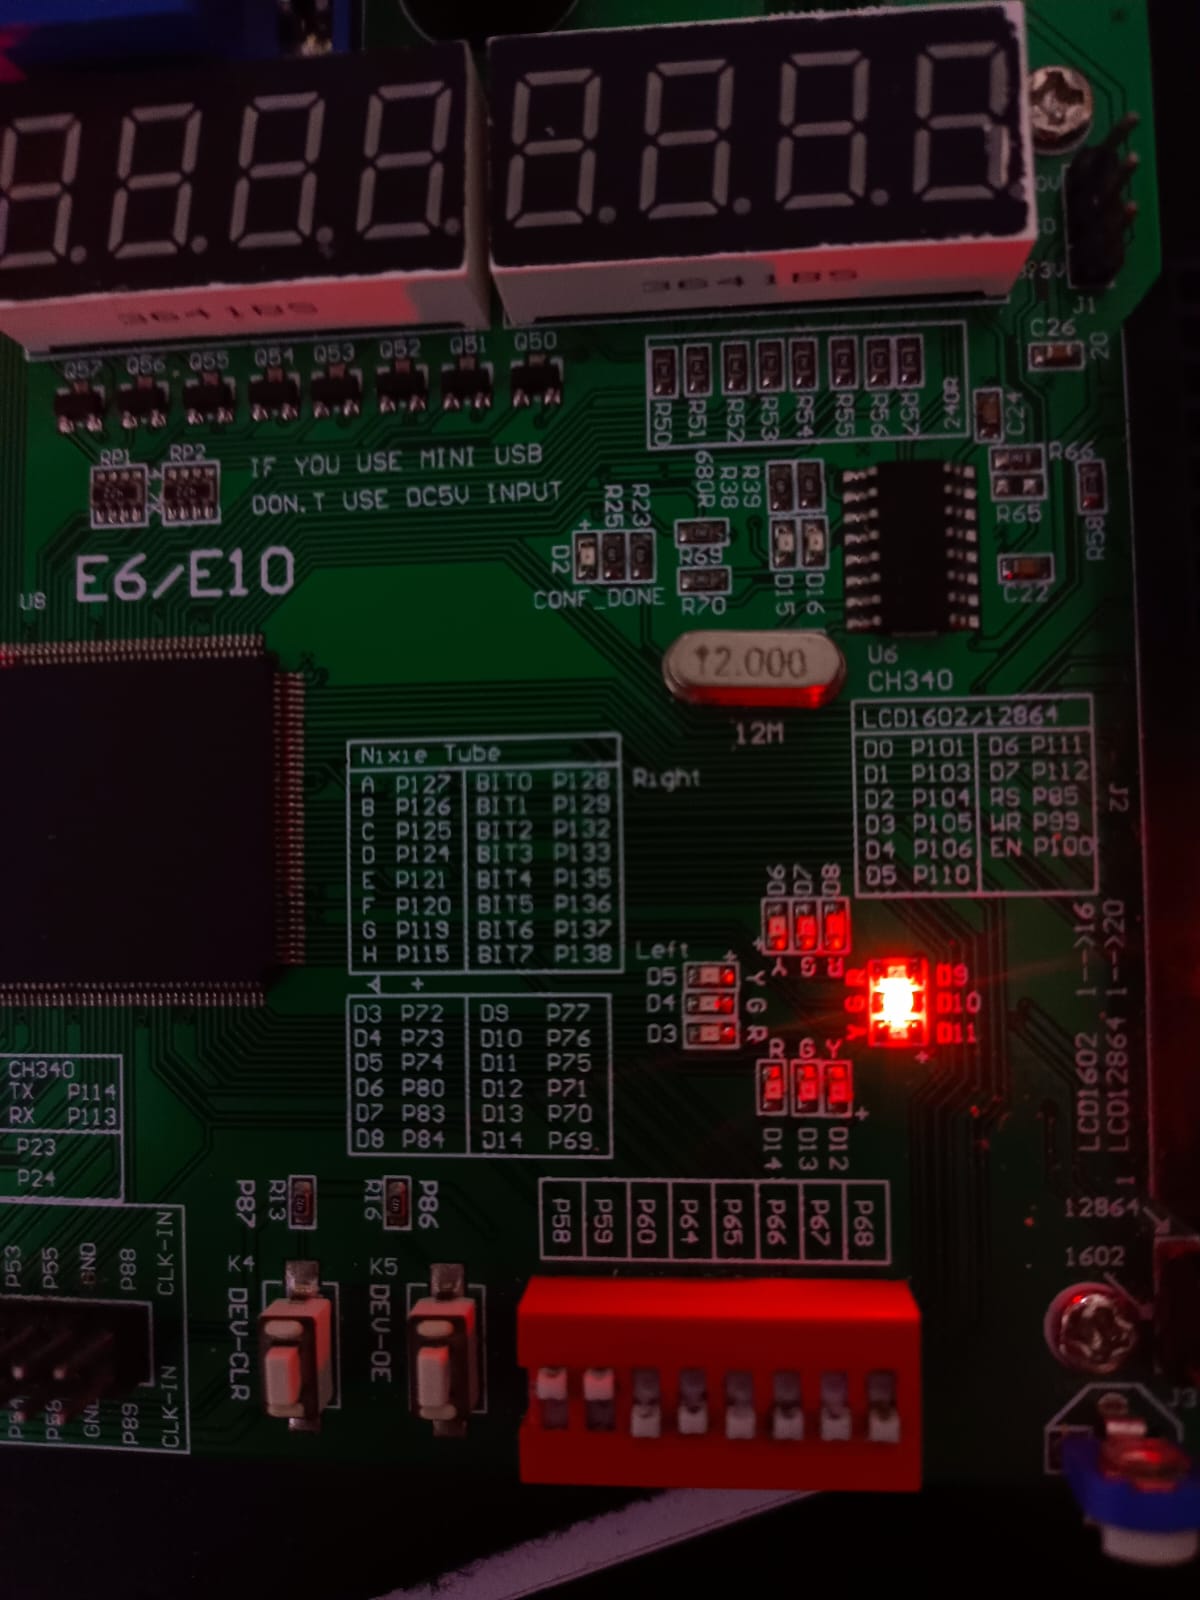 3641BS
3641BS
0V
3.3V
J1
Q57 Q56 Q55 Q54 Q53 Q52 Q51 Q50
C26
20
R50 R51 R52 R53 R54 R55 R56 R57 240R
C24
RP1 RP2
IF YOU USE MINI USB
DON.T USE DC5V INPUT
680R R38 R39
R66
R65
R58
R25 R23
D2
CONF_DONE
R69
R70
D15 D16
C22
E6/E10
U8
12.000
12M
U6
CH340
LCD1602/12864
D0 P101 D6 P111
D1 P103 D7 P112
D2 P104 RS P85
D3 P105 WR P99
D4 P106 EN P100
D5 P110
J2
Nixie Tube
A P127 BIT0 P128
B P126 BIT1 P129
C P125 BIT2 P132
D P124 BIT3 P133
E P121 BIT4 P135
F P120 BIT5 P136
G P119 BIT6 P137
H P115 BIT7 P138
Right
Left
+
D3 P72 D9 P77
D4 P73 D10 P76
D5 P74 D11 P75
D6 P80 D12 P71
D7 P83 D13 P70
D8 P84 D14 P69
D6 D7 D8
Y G R
D5 Y
D4 G
D3 R
R D9
G D10
Y D11
R G Y
D14 D13 D12
LCD1602 1-->16
LCD12864 1-->20
1
CH340
TX P114
RX P113
P23
P24
P87 R13
R16 P86
K4
DEV-CLR
K5
DEV-OE
P58 P59 P60 P64 P65 P66 P67 P68
12864
1602
J3
P53 P55 GND P88 CLK-IN
P54 P56 GND P89 CLK-IN